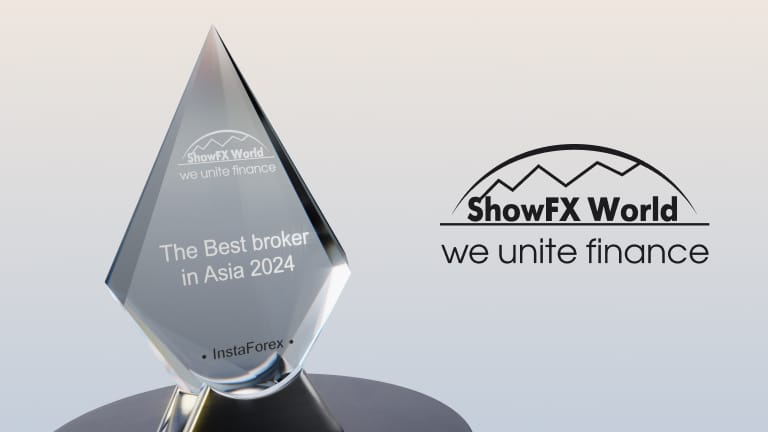 ShowFX World
we unite finance
The Best broker
in Asia 2024
• InstaForex •
ShowFX World
we unite finance